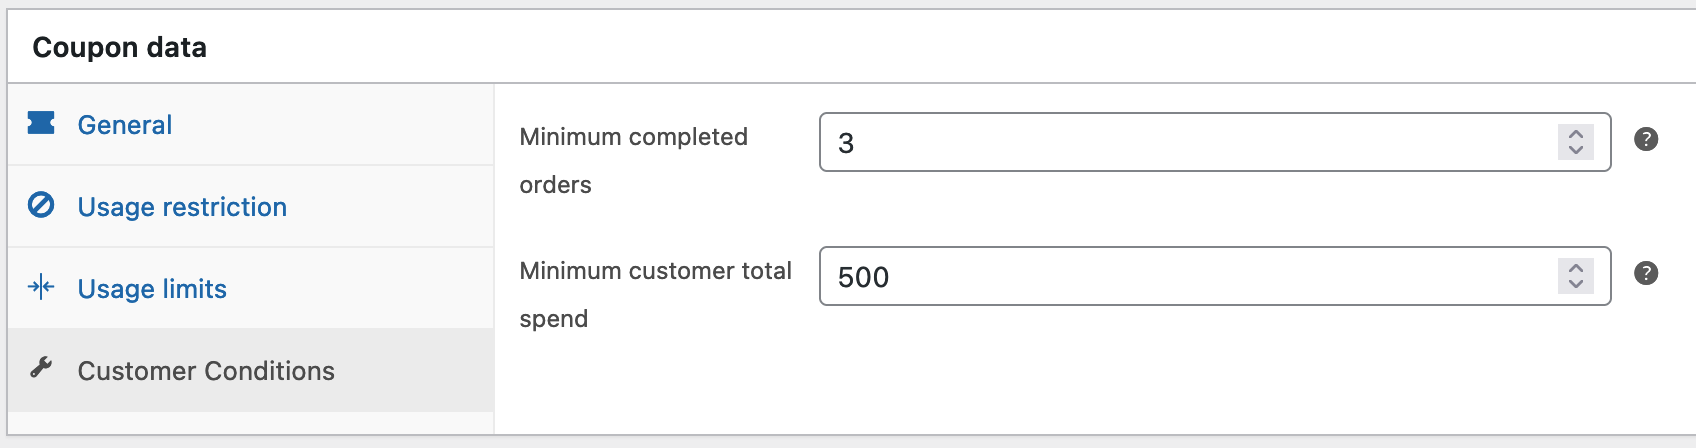 Coupon data
General
Usage restriction
Usage limits
Customer Conditions
Minimum completed
orders
3
?
Minimum customer total
spend
500
?